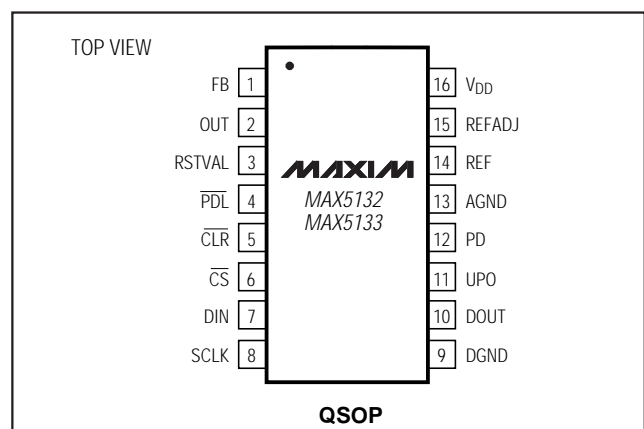 TOP VIEW
FB 1
16 VDD
OUT 2
15 REFADJ
RSTVAL 3
MAXIM
14 REF
PDL 4
MAX5132
13 AGND
CLR 5
MAX5133
12 PD
CS 6
11 UPO
DIN 7
10 DOUT
SCLK 8
9 DGND
QSOP